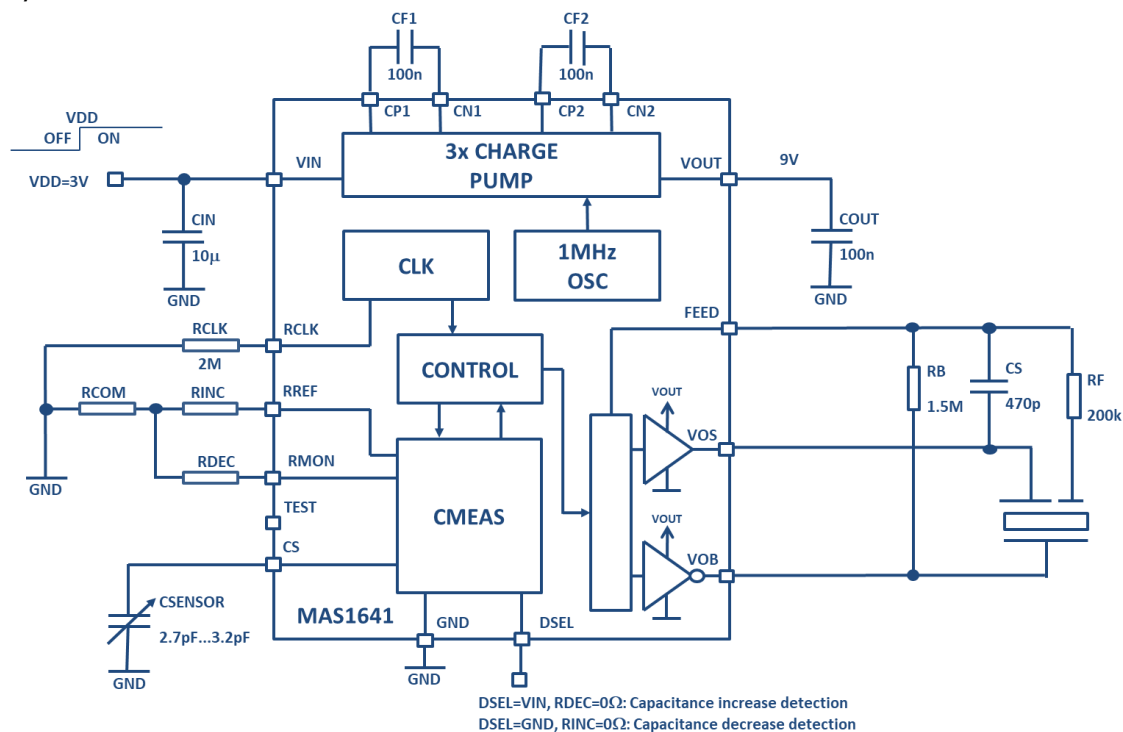 CF1
CF2
100n
100n
CP1
CN1
CP2
CN2
VDD
OFF
ON
3x CHARGE
PUMP
VIN
VOUT
9V
VDD=3V
CIN
10µ
COUT
100n
CLK
1MHz
OSC
GND
GND
FEED
RCLK
RCLK
2M
CONTROL
RCOM
RINC
RREF
RB
1.5M
CS
470p
RF
200k
VOUT
VOS
RDEC
RMON
GND
TEST
CMEAS
VOUT
CS
VOB
CSENSOR
2.7pF...3.2pF
MAS1641
GND
DSEL
GND
GND
DSEL=VIN, RDEC=0Ω: Capacitance increase detection
DSEL=GND, RINC=0Ω: Capacitance decrease detection